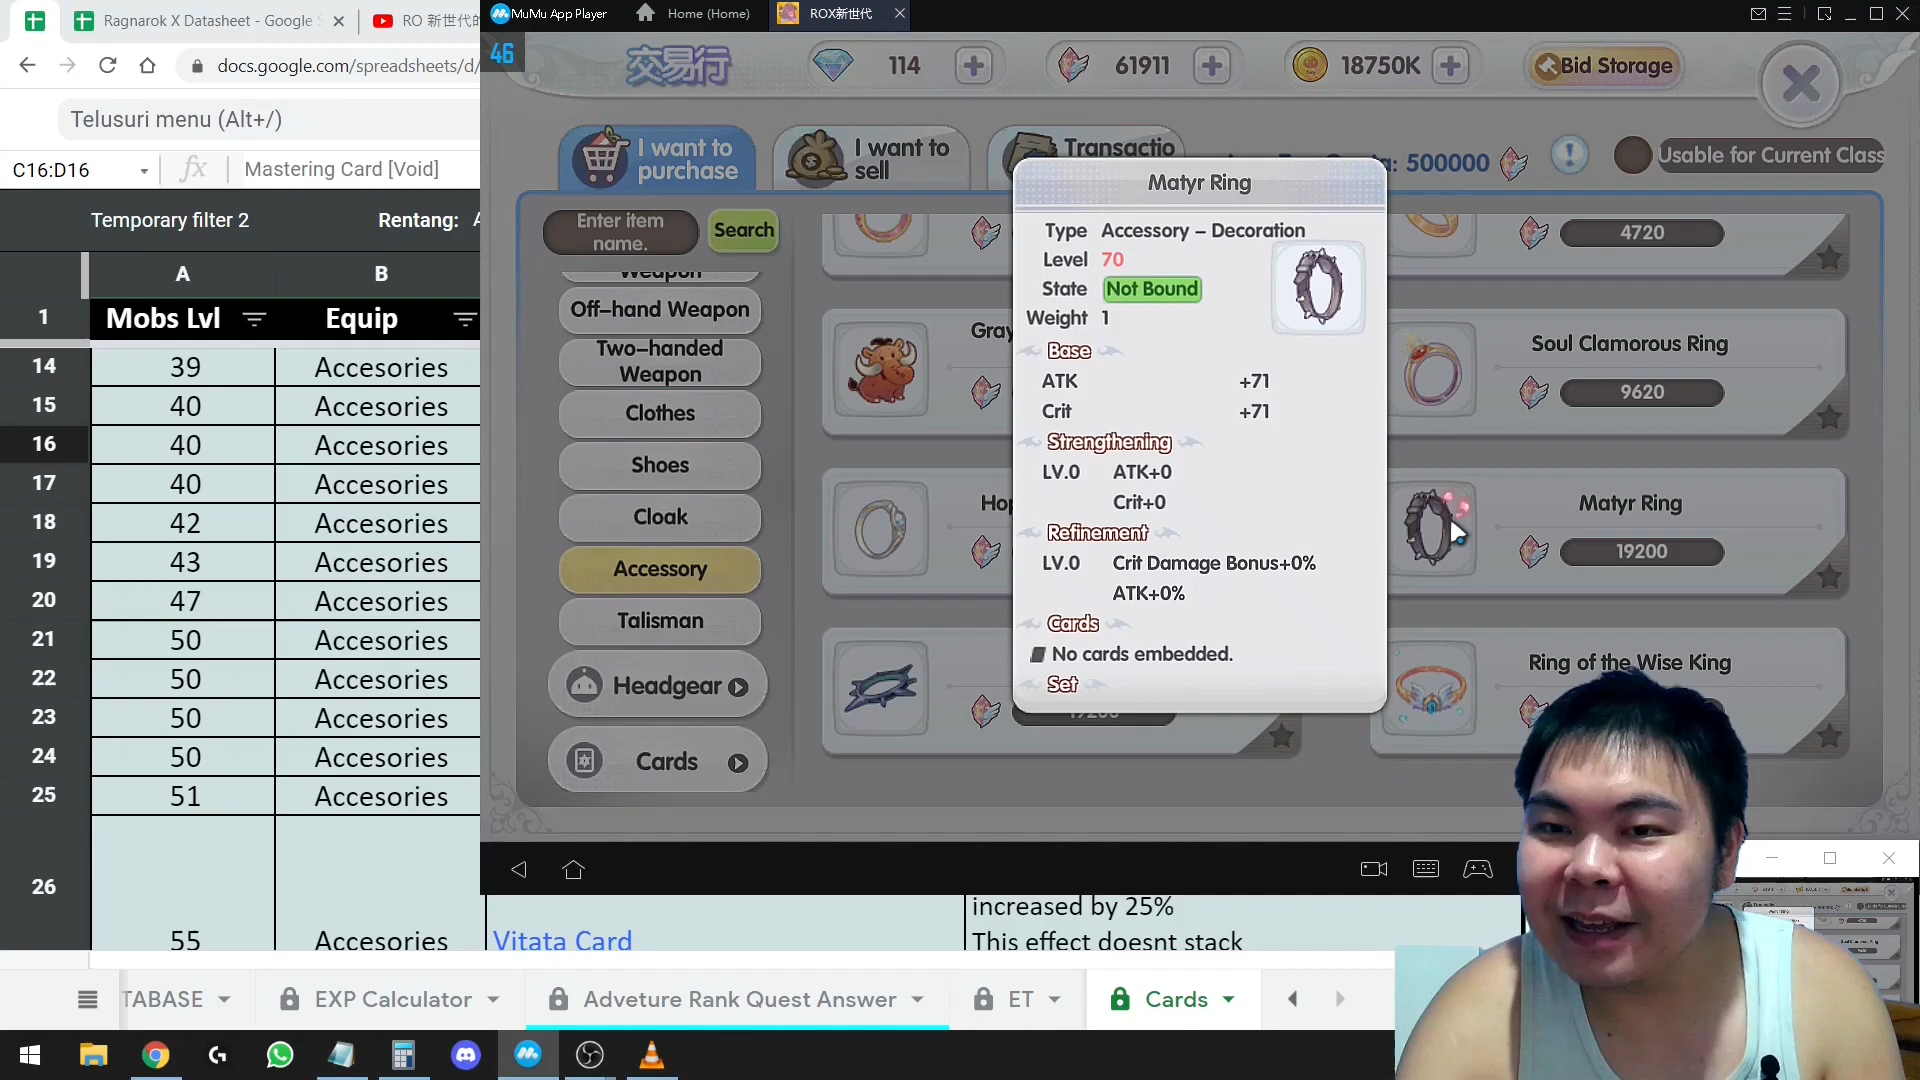 Ragnarok X Datasheet - Google S
RO 新世代的
docs.google.com/spreadsheets/d/
Telusuri menu (Alt+/)
C16:D16
fx
Mastering Card [Void]
Temporary filter 2
Rentang:
A
B
1
Mobs Lvl
Equip
14
39
Accesories
15
40
Accesories
16
40
Accesories
17
40
Accesories
18
42
Accesories
19
43
Accesories
20
47
Accesories
21
50
Accesories
22
50
Accesories
23
50
Accesories
24
50
Accesories
25
51
Accesories
26
55
Accesories
Vitata Card
increased by 25%
This effect doesnt stack
TABASE
EXP Calculator
Adveture Rank Quest Answer
ET
Cards
MuMu App Player
Home (Home)
ROX新世代
46
交易行
114
61911
18750K
Bid Storage
I want to purchase
I want to sell
Transactio
500000
Usable for Current Class
Enter item name.
Search
Weapon
Off-hand Weapon
Two-handed Weapon
Clothes
Shoes
Cloak
Accessory
Talisman
Headgear
Cards
4720
Gray
Soul Clamorous Ring
9620
Hop
Matyr Ring
19200
Ring of the Wise King
19200
Matyr Ring
Type Accessory – Decoration
Level 70
State Not Bound
Weight 1
Base
ATK +71
Crit +71
Strengthening
LV.0 ATK+0
Crit+0
Refinement
LV.0 Crit Damage Bonus+0%
ATK+0%
Cards
No cards embedded.
Set